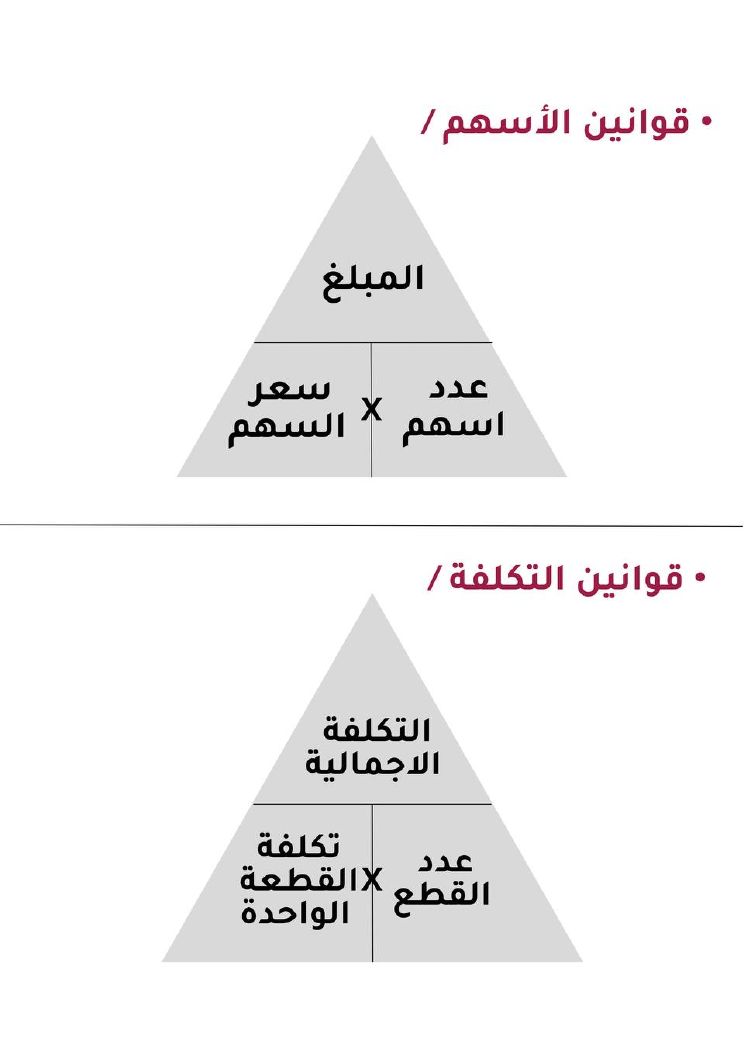 • قوانين الأسهم /
المبلغ
عدد
اسهم
X
سعر
السهم
• قوانين التكلفة /
التكلفة
الاجمالية
عدد
القطع
X
تكلفة
القطعة
الواحدة